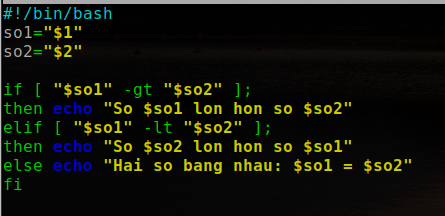 #!/bin/bash
so1="$1"
so2="$2"

if [ "$so1" -gt "$so2" ];
then echo "So $so1 lon hon so $so2"
elif [ "$so1" -lt "$so2" ];
then echo "So $so2 lon hon so $so1"
else echo "Hai so bang nhau: $so1 = $so2"
fi